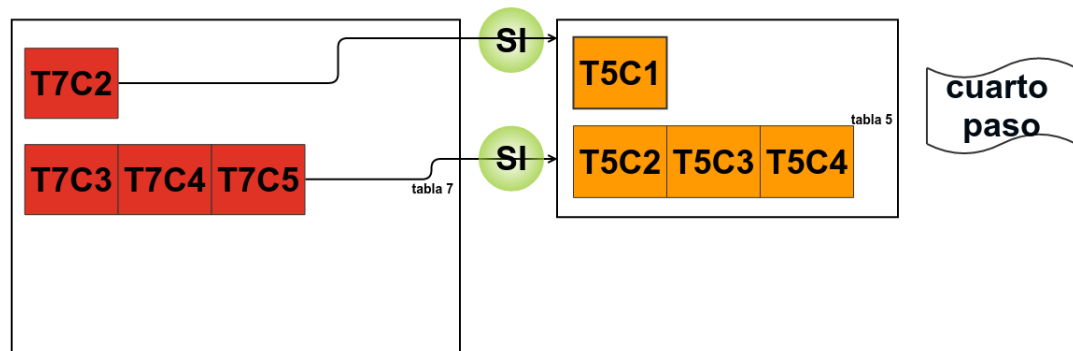 T7C2 SI T5C1
cuarto
paso
tabla 5
T7C3 T7C4 T7C5 tabla 7 SI T5C2 T5C3 T5C4